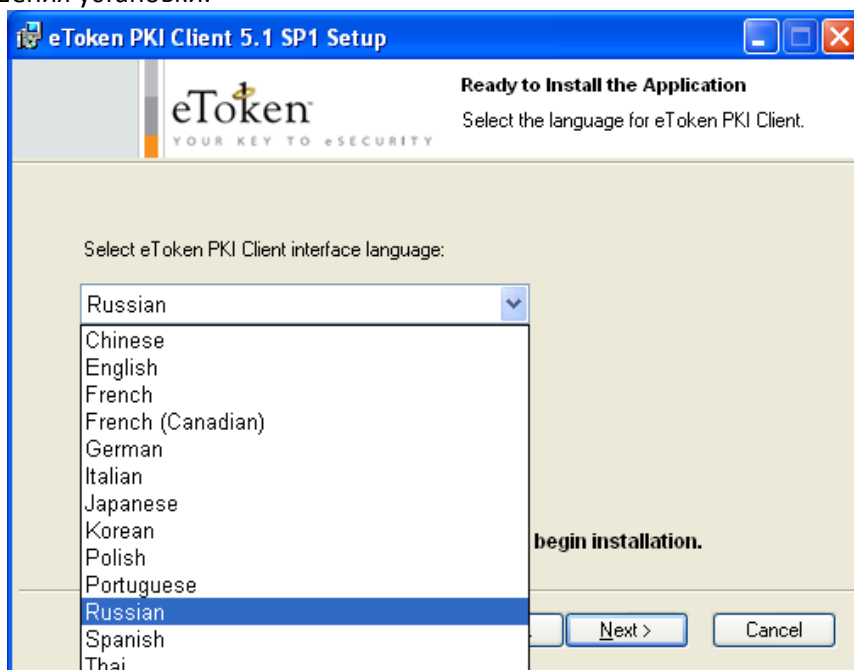 установки.
eToken PKI Client 5.1 SP1 Setup
eToken
YOUR KEY TO eSECURITY
Ready to Install the Application
Select the language for eToken PKI Client.
Select eToken PKI Client interface language:
Russian
Chinese
English
French
French (Canadian)
German
Italian
Japanese
Korean
Polish
Portuguese
Russian
Spanish
Thai
begin installation.
Next >
Cancel